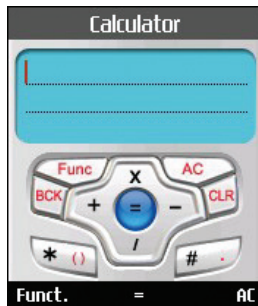 Calculator
Func X AC
BCK + = - CLR
* () / # .
Funct. = AC